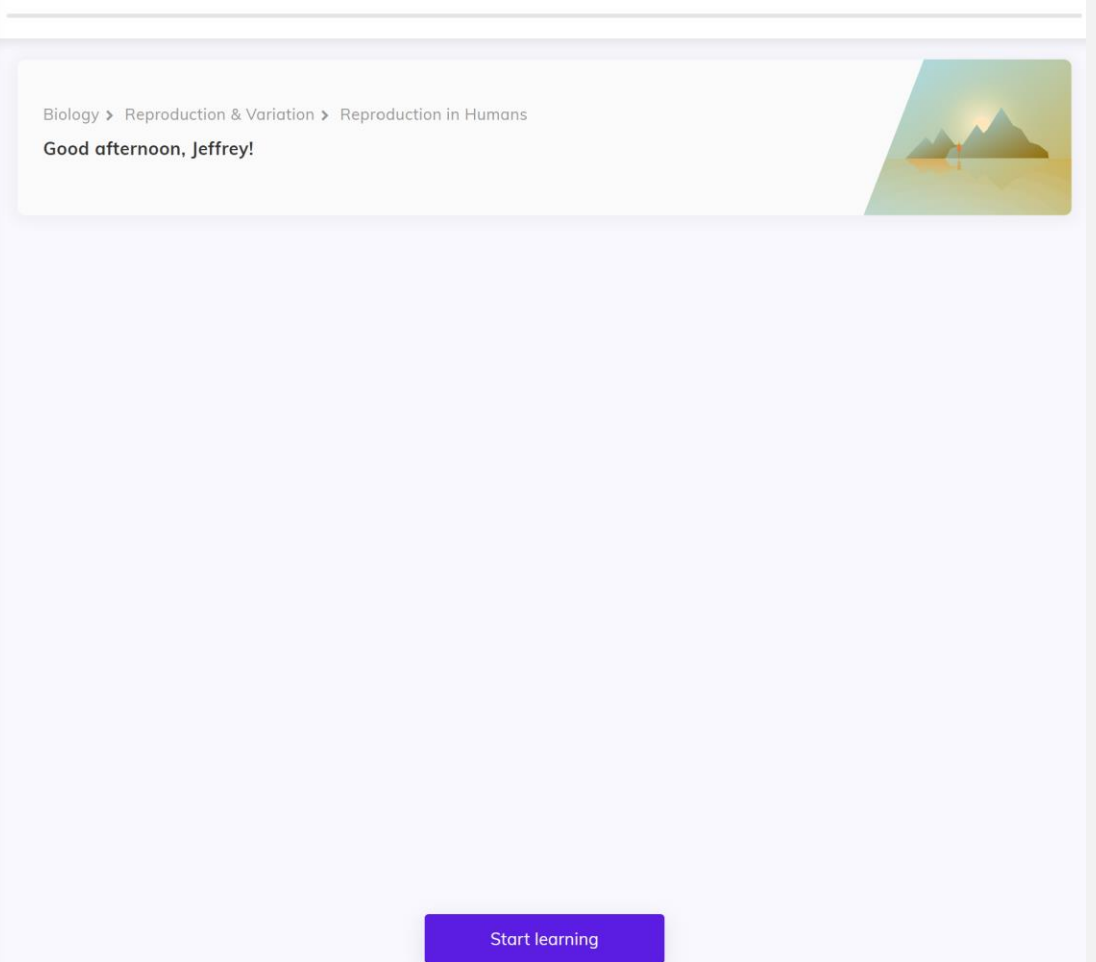 Biology > Reproduction & Variation > Reproduction in Humans
Good afternoon, Jeffrey!
Start learning